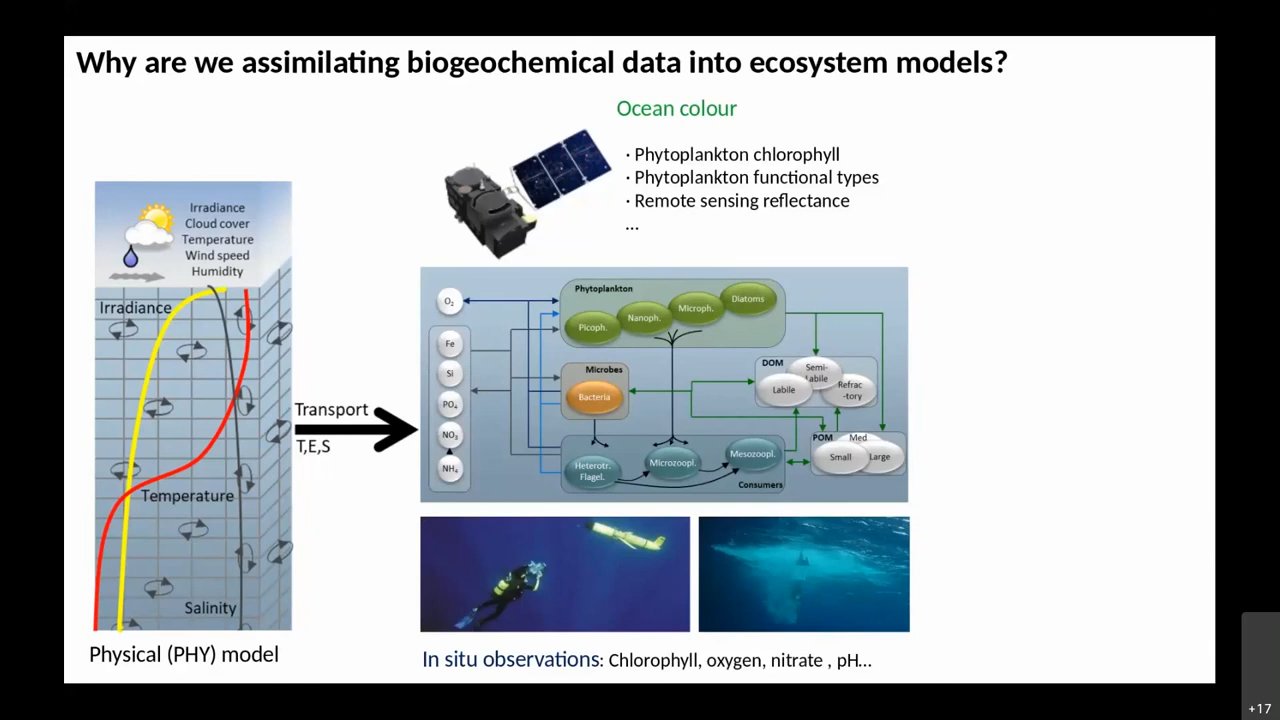 Why are we assimilating biogeochemical data into ecosystem models?
Ocean colour
· Phytoplankton chlorophyll
· Phytoplankton functional types
· Remote sensing reflectance
...
Irradiance
Cloud cover
Temperature
Wind speed
Humidity
Irradiance
Temperature
Salinity
Physical (PHY) model
Transport
T,E,S
O₂
Fe
Si
PO₄
NO₃
NH₄
Phytoplankton
Picoph.
Nanoph.
Microph.
Diatoms
Microbes
Bacteria
DOM
Labile
Semi-
Labile
Refrac
-tory
POM
Small
Med
Large
Heterotr.
Flagel.
Microzoopl.
Mesozoopl.
Consumers
In situ observations: Chlorophyll, oxygen, nitrate , pH...
+17